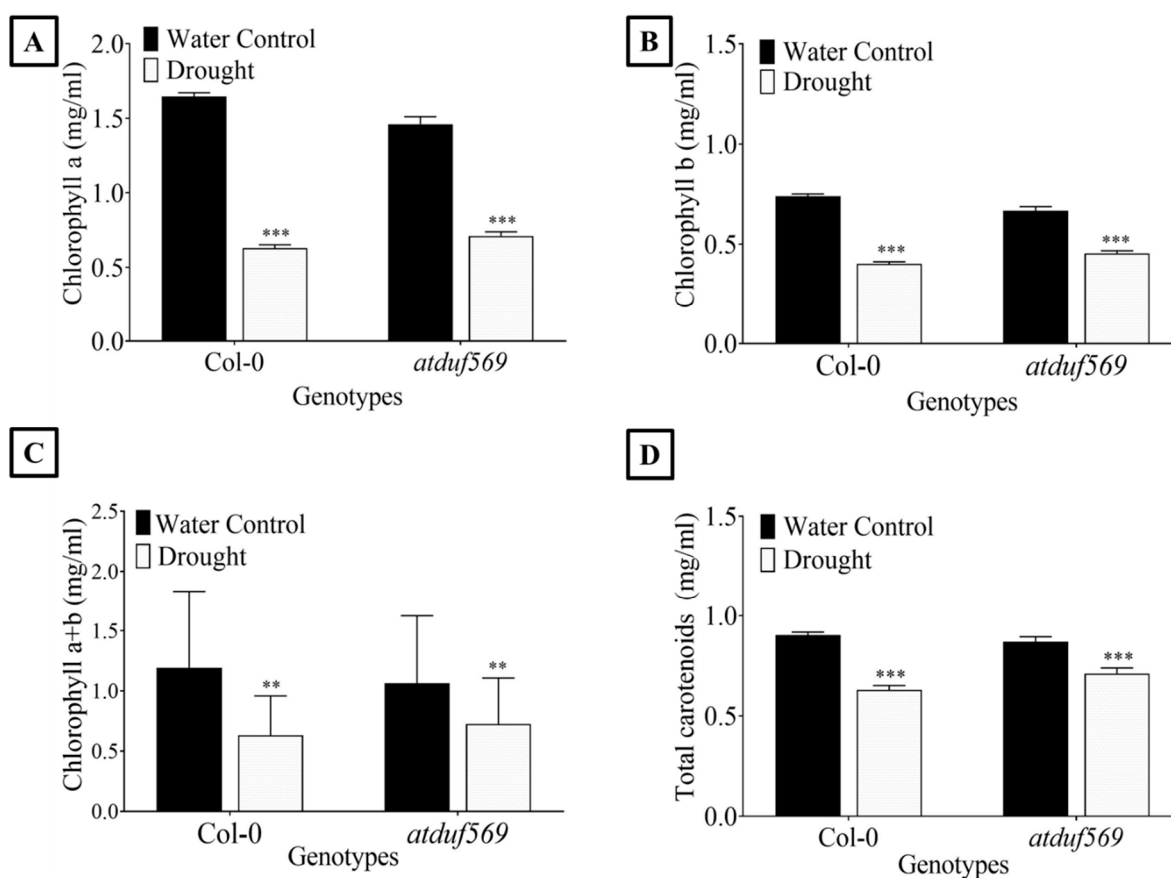 A
Water Control
Drought
Chlorophyll a (mg/ml)
2.0
1.5
1.0
0.5
0.0
***
***
Col-0
atduf569
Genotypes
B
Water Control
Drought
Chlorophyll b (mg/ml)
1.5
1.0
0.5
0.0
***
***
Col-0
atduf569
Genotypes
C
Water Control
Drought
Chlorophyll a+b (mg/ml)
2.5
2.0
1.5
1.0
0.5
0.0
**
**
Col-0
atduf569
Genotypes
D
Water Control
Drought
Total carotenoids (mg/ml)
1.5
1.0
0.5
0.0
***
***
Col-0
atduf569
Genotypes